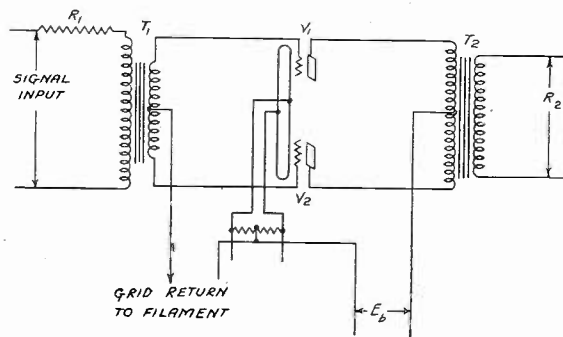 R1
T1
V1
T2
SIGNAL
INPUT
R2
V2
GRID RETURN
TO FILAMENT
Eb